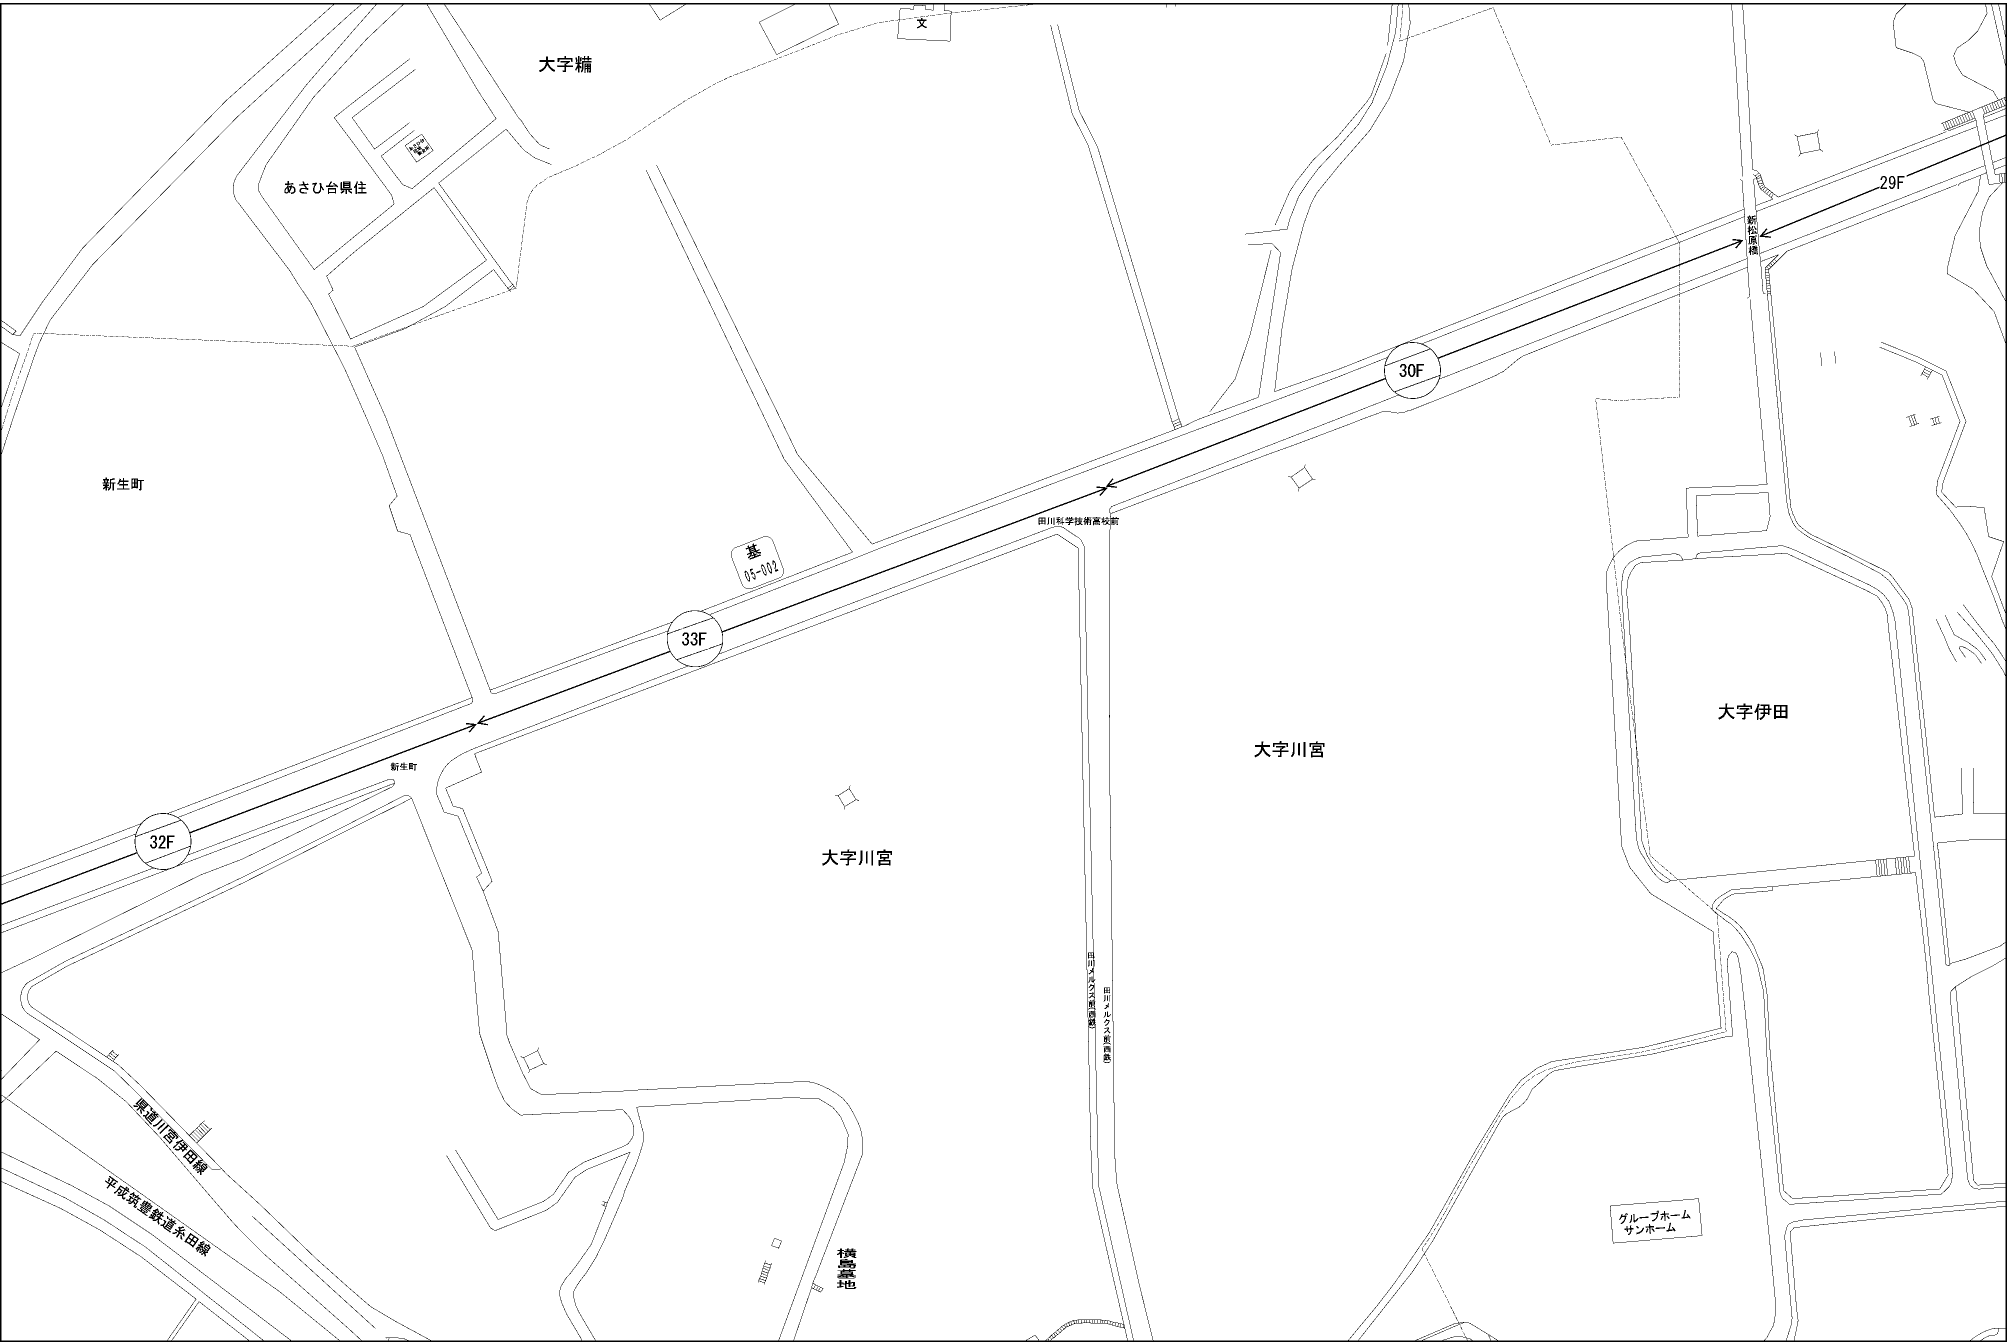 文
大字糒
あさひ台県住
29F
新松原橋
30F
新生町
田川科学技術高校前
基
05-002
33F
大字伊田
大字川宮
新生町
32F
大字川宮
田川メルクス前(西鉄)
田川メルクス前(西鉄)
県道川宮伊田線
平成筑豊鉄道糸田線
グループホーム
サンホーム
横島墓地